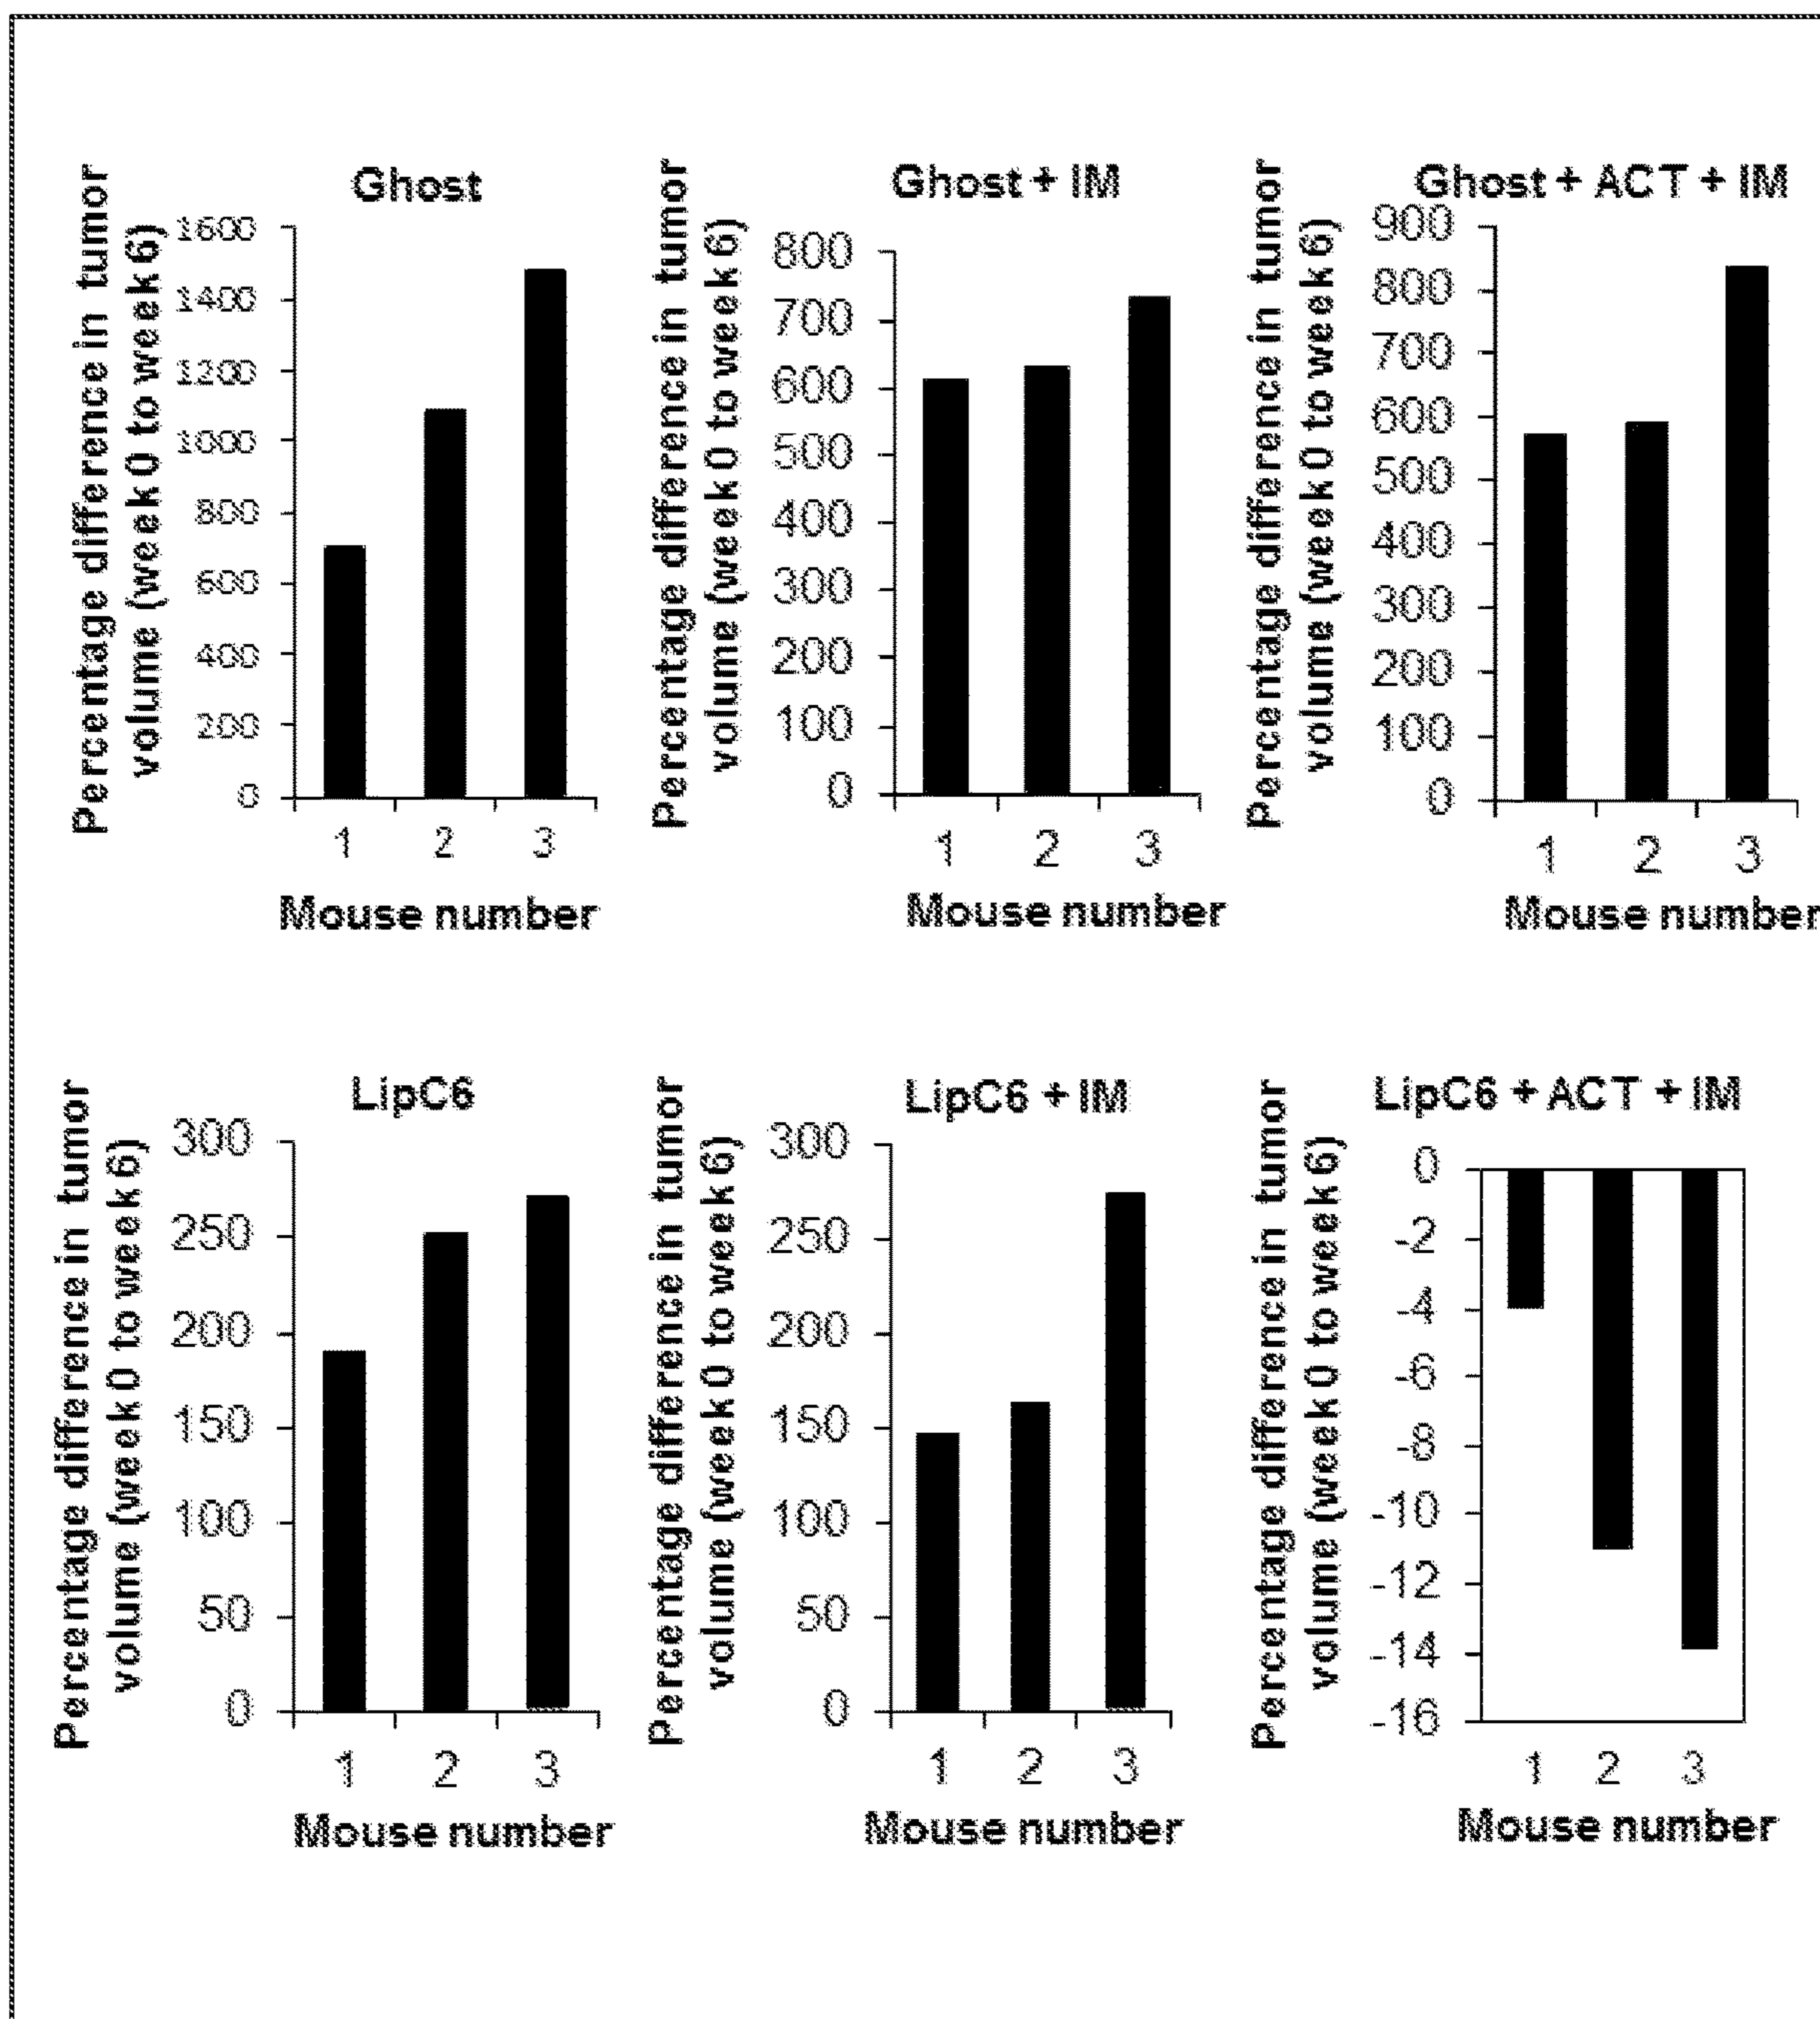 Ghost
Percentage difference in tumor
volume (week 0 to week 6)
1600
1400
1200
1000
800
600
400
200
0
1 2 3
Mouse number
Ghost + IM
Percentage difference in tumor
volume (week 0 to week 6)
800
700
600
500
400
300
200
100
0
1 2 3
Mouse number
Ghost + ACT + IM
Percentage difference in tumor
volume (week 0 to week 6)
900
800
700
600
500
400
300
200
100
0
1 2 3
Mouse number
LipC6
Percentage difference in tumor
volume (week 0 to week 6)
300
250
200
150
100
50
0
1 2 3
Mouse number
LipC6 + IM
Percentage difference in tumor
volume (week 0 to week 6)
300
250
200
150
100
50
0
1 2 3
Mouse number
LipC6 + ACT + IM
Percentage difference in tumor
volume (week 0 to week 6)
0
-2
-4
-6
-8
-10
-12
-14
-16
1 2 3
Mouse number